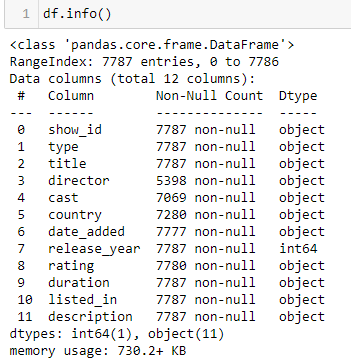 1 df.info()
<class 'pandas.core.frame.DataFrame'>
RangeIndex: 7787 entries, 0 to 7786
Data columns (total 12 columns):
 #   Column        Non-Null Count  Dtype
---  ------        --------------  -----
 0   show_id       7787 non-null   object
 1   type          7787 non-null   object
 2   title         7787 non-null   object
 3   director      5398 non-null   object
 4   cast          7069 non-null   object
 5   country       7280 non-null   object
 6   date_added    7777 non-null   object
 7   release_year  7787 non-null   int64
 8   rating        7780 non-null   object
 9   duration      7787 non-null   object
 10  listed_in     7787 non-null   object
 11  description   7787 non-null   object
dtypes: int64(1), object(11)
memory usage: 730.2+ KB